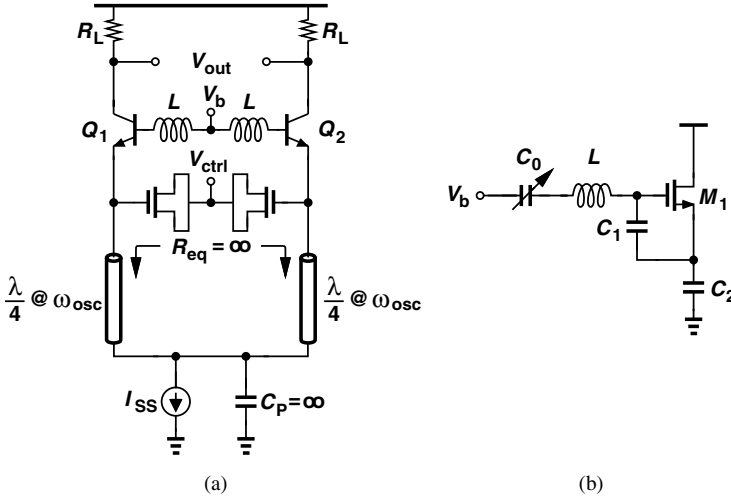 R_L R_L
V_out
L V_b L
Q_1 Q_2
V_ctrl
R_eq = ∞
λ/4 @ ω_osc λ/4 @ ω_osc
I_SS C_P = ∞
(a)
C_0 L
V_b M_1
C_1
C_2
(b)